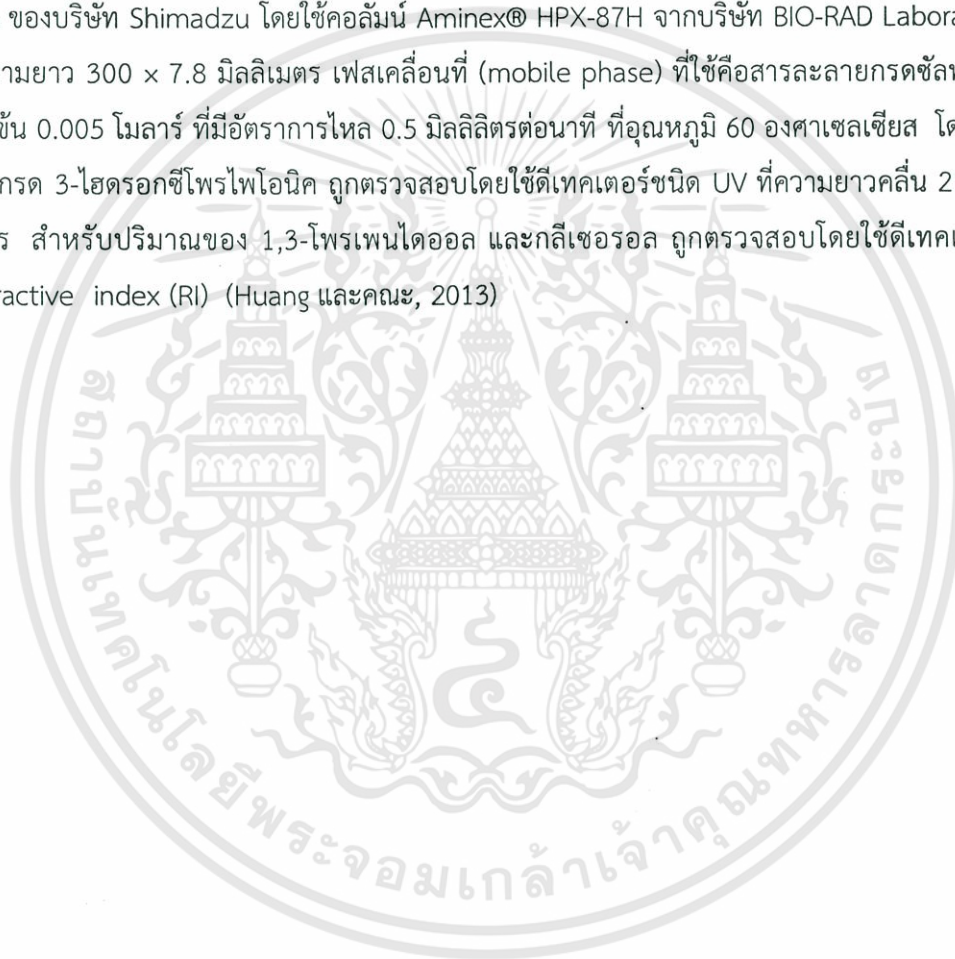 ของบริษัท Shimadzu โดยใช้คอลัมน์ Aminex® HPX-87H จากบริษัท BIO-RAD Labora
ามยาว 300 × 7.8 มิลลิเมตร เฟสเคลื่อนที่ (mobile phase) ที่ใช้คือสารละลายกรดซัล
ข้น 0.005 โมลาร์ ที่มีอัตราการไหล 0.5 มิลลิลิตรต่อนาที ที่อุณหภูมิ 60 องศาเซลเซียส โด
กรด 3-ไฮดรอกซีโพรไพโอนิค ถูกตรวจสอบโดยใช้ดีเทคเตอร์ชนิด UV ที่ความยาวคลื่น 2
ร สำหรับปริมาณของ 1,3-โพรเพนไดออล และกลีเซอรอล ถูกตรวจสอบโดยใช้ดีเทค
ractive index (RI) (Huang และคณะ, 2013)
สถาบันเทคโนโลยีพระจอมเกล้าเจ้าคุณทหารลาดกระบัง